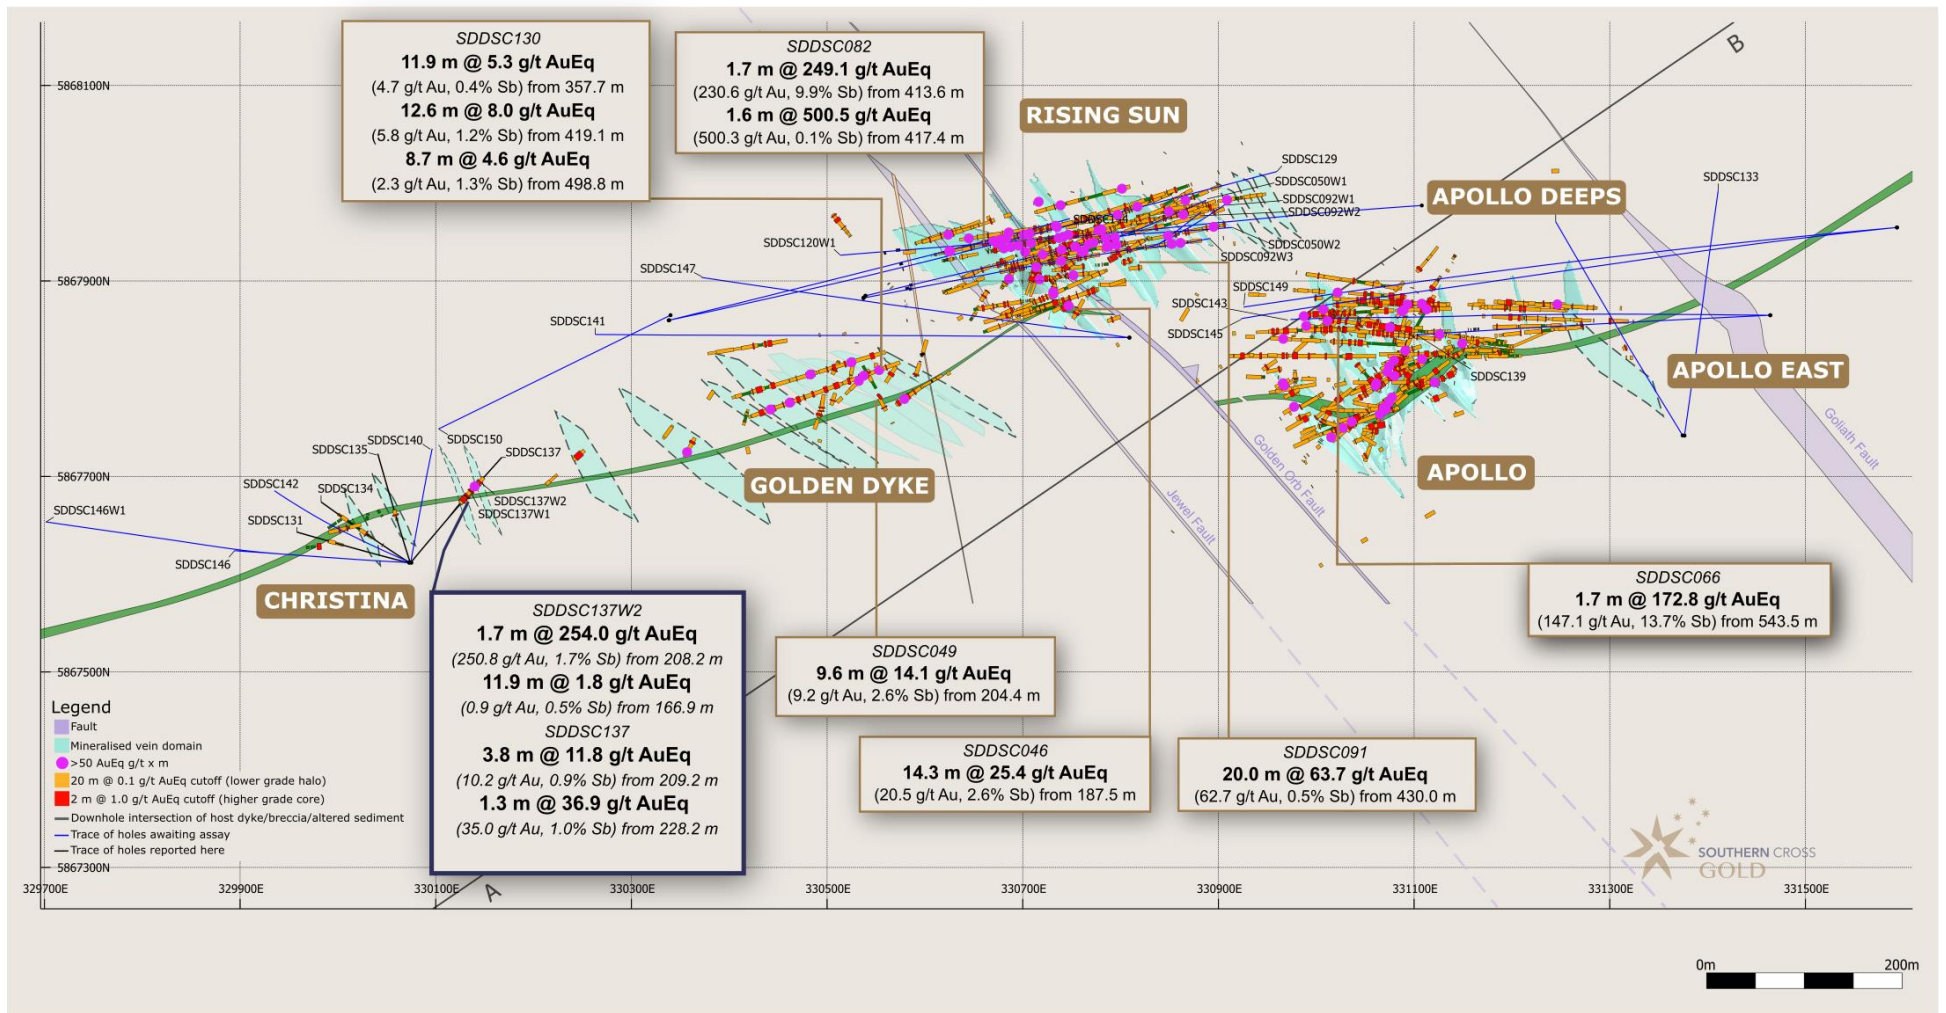 SDDSC130
11.9 m @ 5.3 g/t AuEq
(4.7 g/t Au, 0.4% Sb) from 357.7 m
12.6 m @ 8.0 g/t AuEq
(5.8 g/t Au, 1.2% Sb) from 419.1 m
8.7 m @ 4.6 g/t AuEq
(2.3 g/t Au, 1.3% Sb) from 498.8 m
SDDSC082
1.7 m @ 249.1 g/t AuEq
(230.6 g/t Au, 9.9% Sb) from 413.6 m
1.6 m @ 500.5 g/t AuEq
(500.3 g/t Au, 0.1% Sb) from 417.4 m
B
5868100N
RISING SUN
SDDSC129
SDDSC050W1
SDDSC092W1
SDDSC092W2
SDDSC050W2
SDDSC092W3
APOLLO DEEPS
SDDSC133
SDDSC120W1
SDDSC147
SDDSC141
5867900N
SDDSC149
SDDSC143
SDDSC145
SDDSC139
APOLLO EAST
Goliath Fault
Golden Orb Fault
Jewel Fault
APOLLO
GOLDEN DYKE
5867700N
SDDSC150
SDDSC140
SDDSC135
SDDSC137
SDDSC142
SDDSC134
SDDSC137W2
SDDSC137W1
SDDSC146W1
SDDSC131
SDDSC146
CHRISTINA
SDDSC066
1.7 m @ 172.8 g/t AuEq
(147.1 g/t Au, 13.7% Sb) from 543.5 m
SDDSC137W2
1.7 m @ 254.0 g/t AuEq
(250.8 g/t Au, 1.7% Sb) from 208.2 m
11.9 m @ 1.8 g/t AuEq
(0.9 g/t Au, 0.5% Sb) from 166.9 m
SDDSC137
3.8 m @ 11.8 g/t AuEq
(10.2 g/t Au, 0.9% Sb) from 209.2 m
1.3 m @ 36.9 g/t AuEq
(35.0 g/t Au, 1.0% Sb) from 228.2 m
SDDSC049
9.6 m @ 14.1 g/t AuEq
(9.2 g/t Au, 2.6% Sb) from 204.4 m
SDDSC046
14.3 m @ 25.4 g/t AuEq
(20.5 g/t Au, 2.6% Sb) from 187.5 m
SDDSC091
20.0 m @ 63.7 g/t AuEq
(62.7 g/t Au, 0.5% Sb) from 430.0 m
5867500N
Legend
Fault
Mineralised vein domain
>50 AuEq g/t x m
20 m @ 0.1 g/t AuEq cutoff (lower grade halo)
2 m @ 1.0 g/t AuEq cutoff (higher grade core)
Downhole intersection of host dyke/breccia/altered sediment
Trace of holes awaiting assay
Trace of holes reported here
5867300N
A
SOUTHERN CROSS
GOLD
329700E
329900E
330100E
330300E
330500E
330700E
330900E
331100E
331300E
331500E
0m
200m